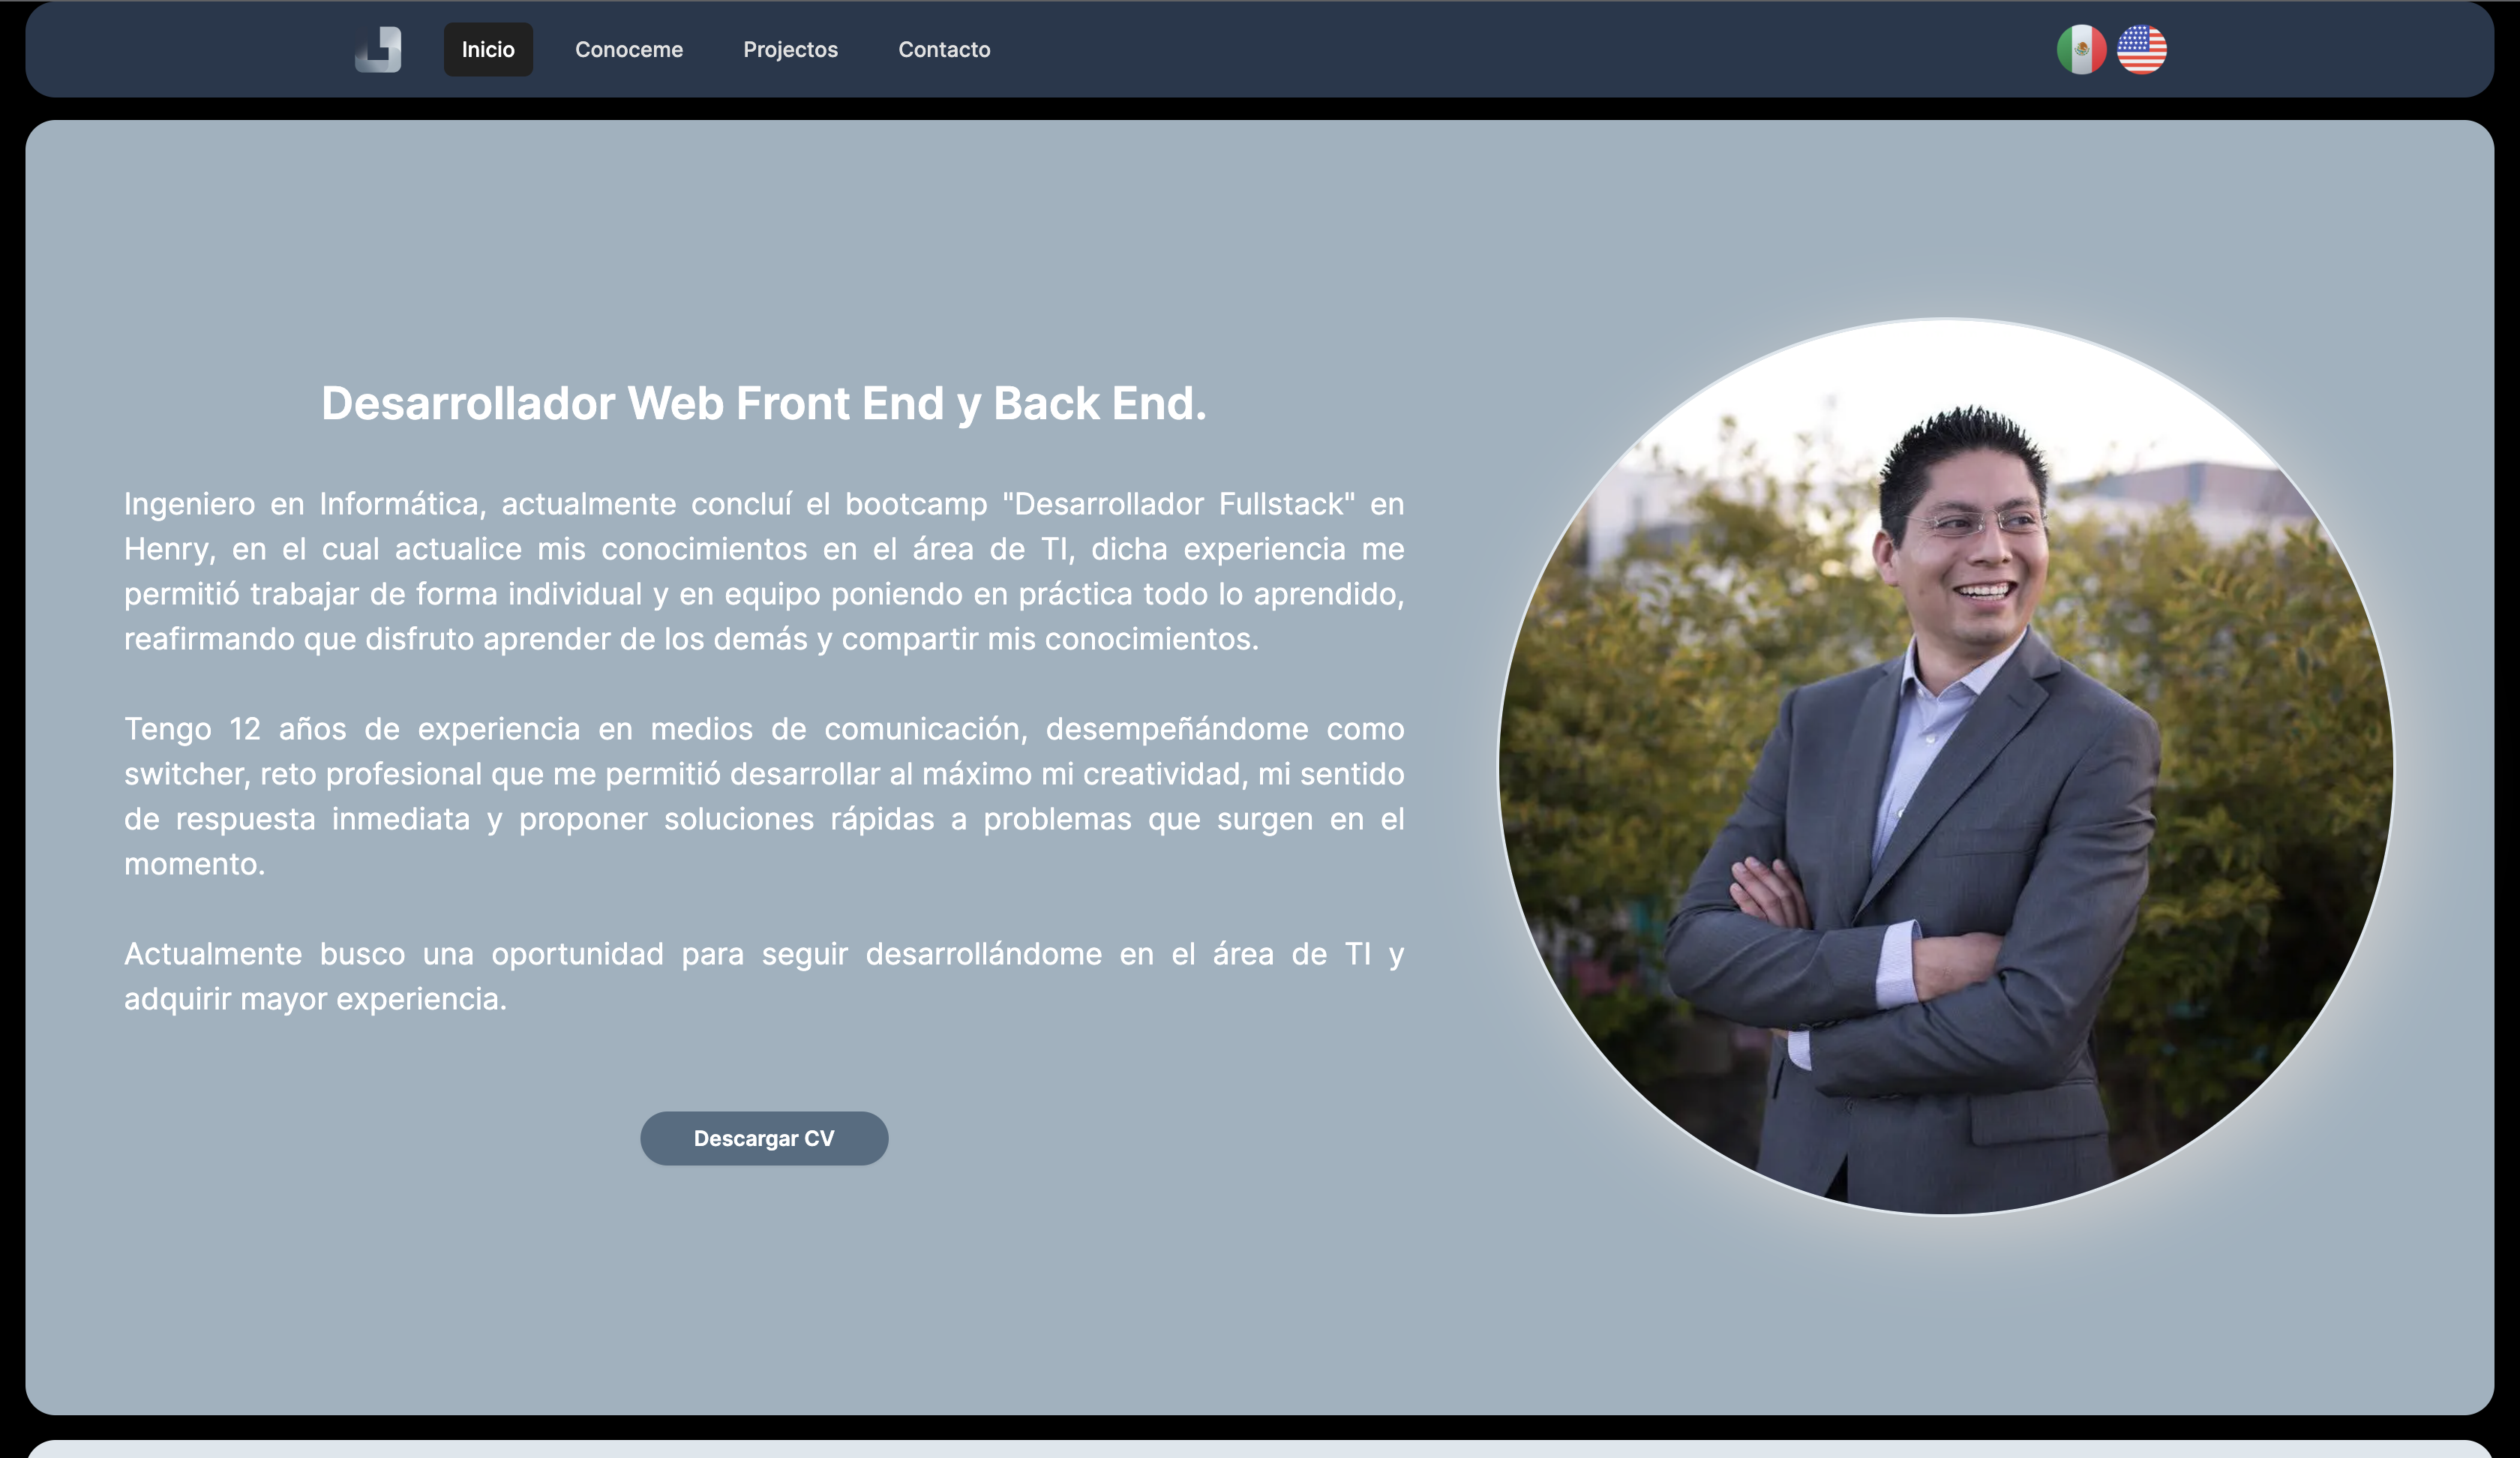 Inicio Conoceme Projectos Contacto
Desarrollador Web Front End y Back End.
Ingeniero en Informática, actualmente concluí el bootcamp "Desarrollador Fullstack" en
Henry, en el cual actualice mis conocimientos en el área de TI, dicha experiencia me
permitió trabajar de forma individual y en equipo poniendo en práctica todo lo aprendido,
reafirmando que disfruto aprender de los demás y compartir mis conocimientos.
Tengo 12 años de experiencia en medios de comunicación, desempeñándome como
switcher, reto profesional que me permitió desarrollar al máximo mi creatividad, mi sentido
de respuesta inmediata y proponer soluciones rápidas a problemas que surgen en el
momento.
Actualmente busco una oportunidad para seguir desarrollándome en el área de TI y
adquirir mayor experiencia.
Descargar CV